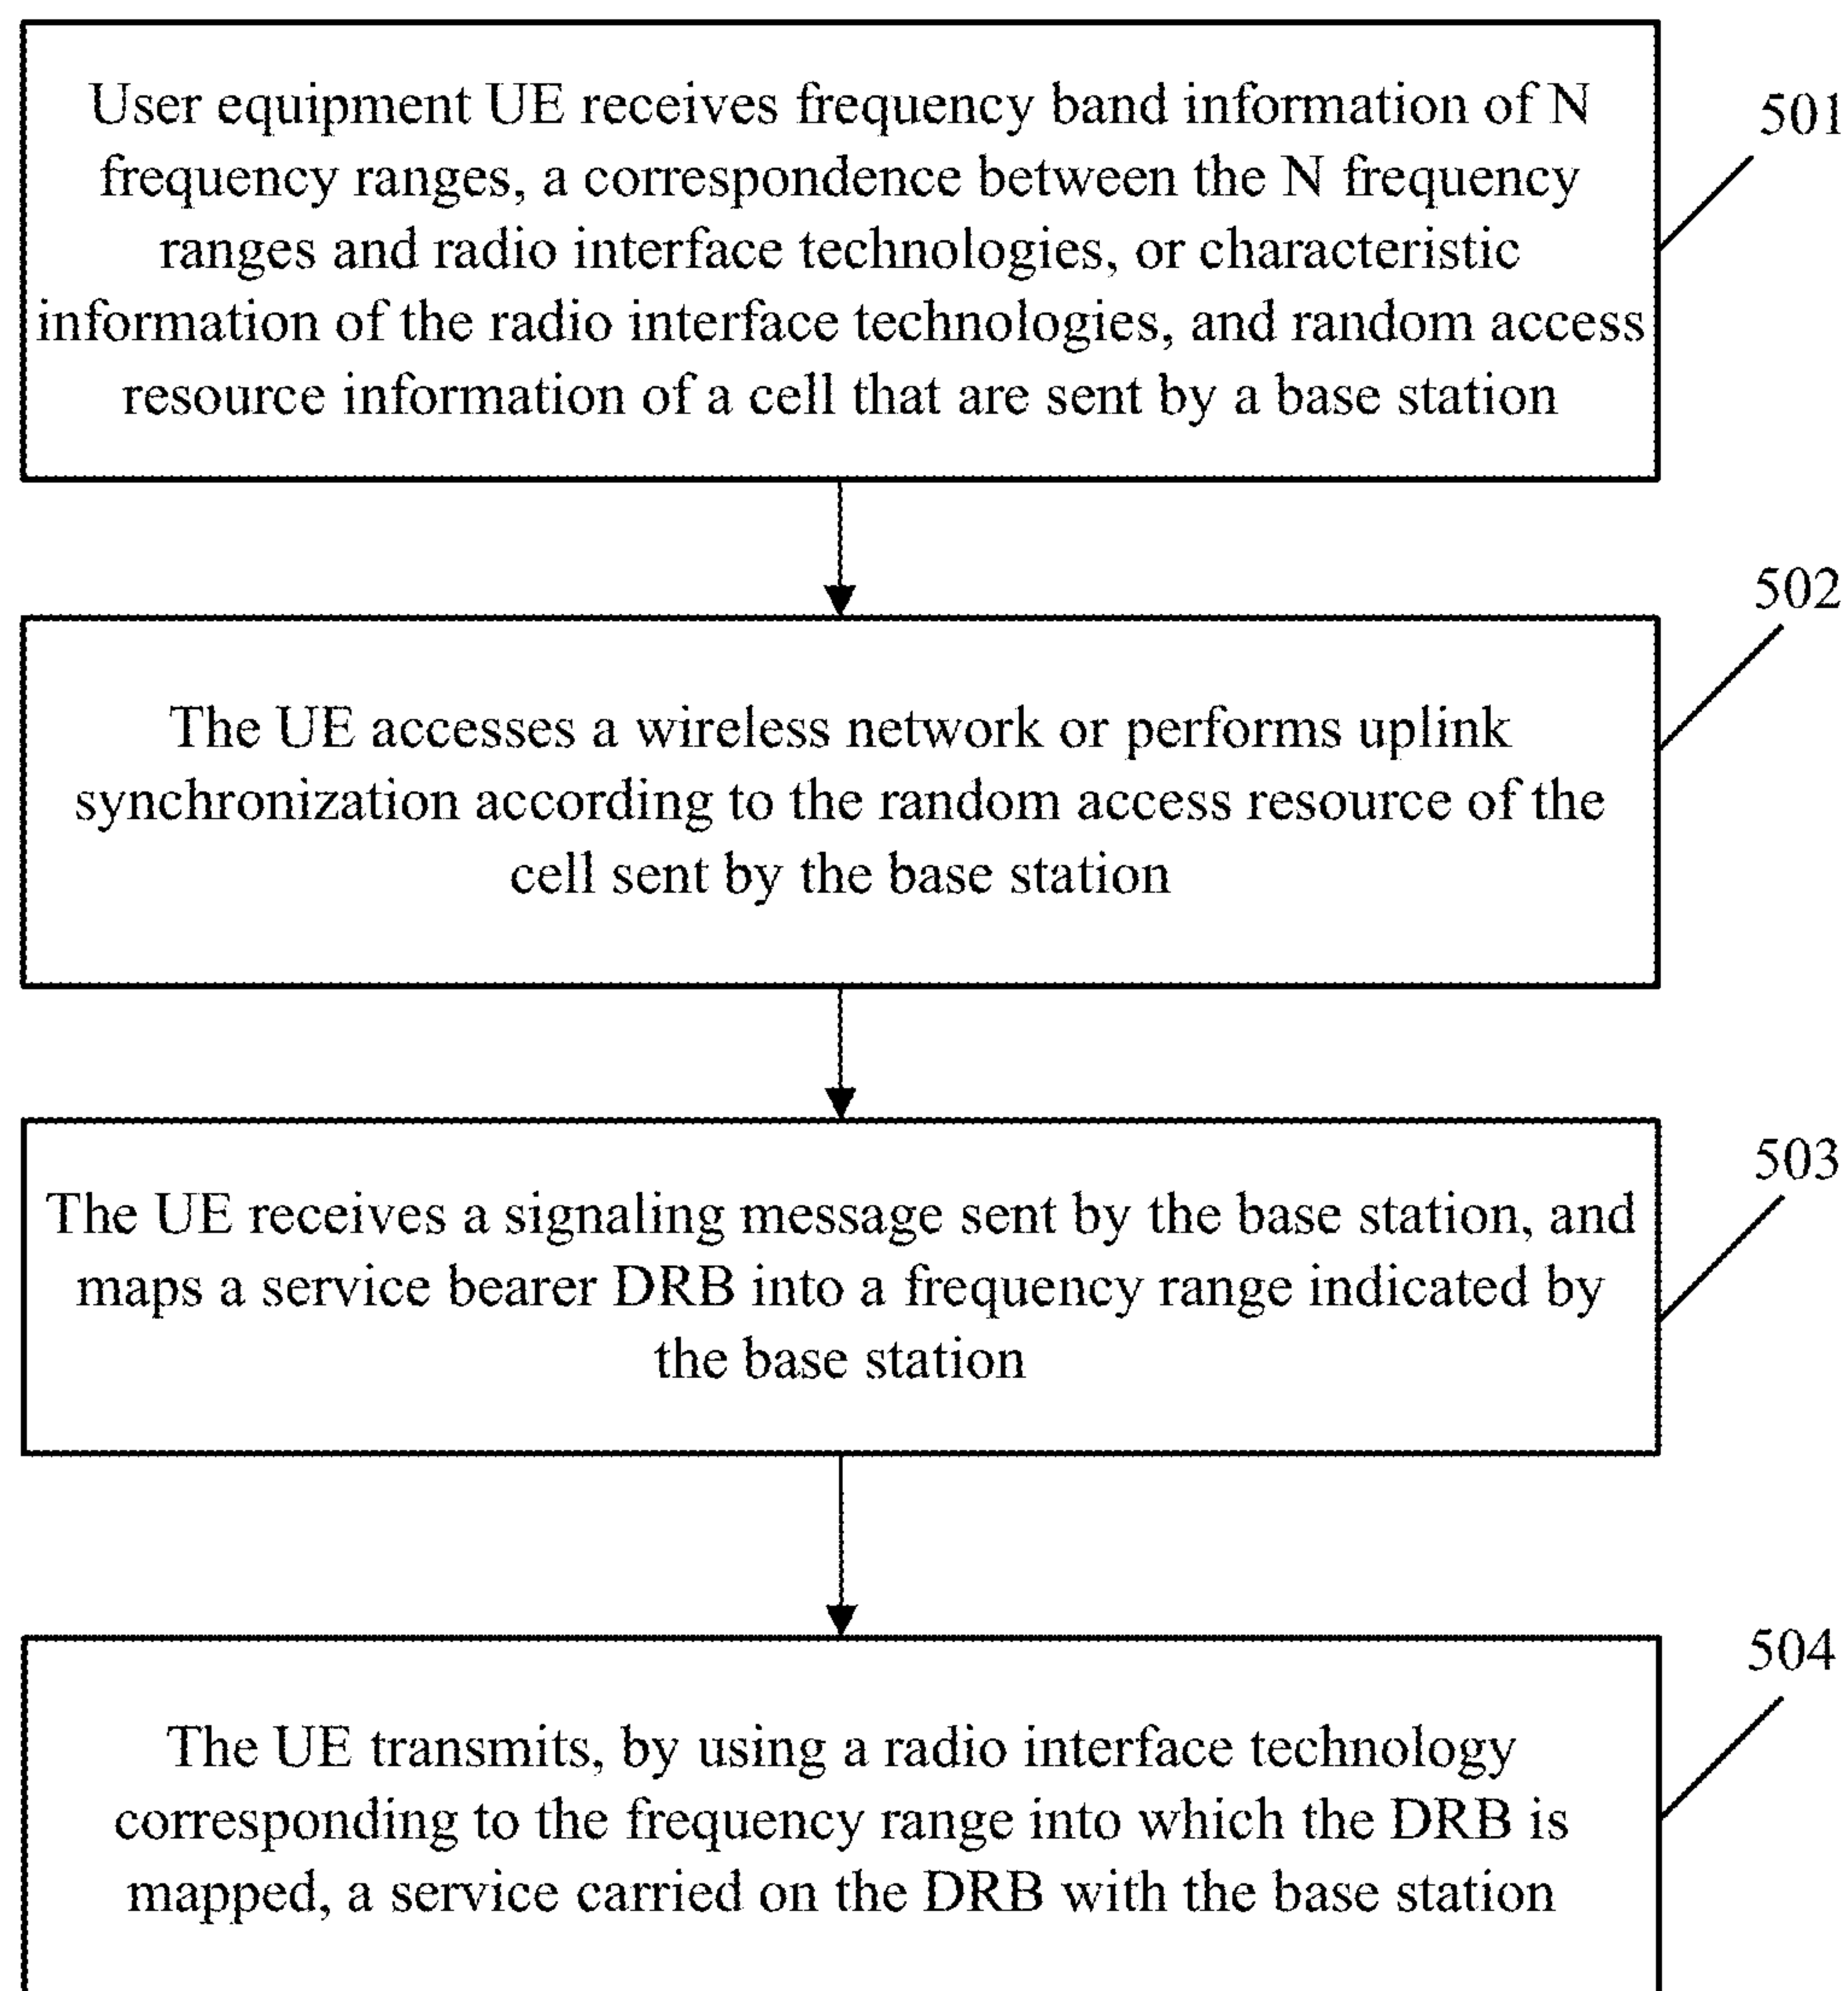 User equipment UE receives frequency band information of N
frequency ranges, a correspondence between the N frequency
ranges and radio interface technologies, or characteristic
information of the radio interface technologies, and random access
resource information of a cell that are sent by a base station
501
The UE accesses a wireless network or performs uplink
synchronization according to the random access resource of the
cell sent by the base station
502
The UE receives a signaling message sent by the base station, and
maps a service bearer DRB into a frequency range indicated by
the base station
503
The UE transmits, by using a radio interface technology
corresponding to the frequency range into which the DRB is
mapped, a service carried on the DRB with the base station
504